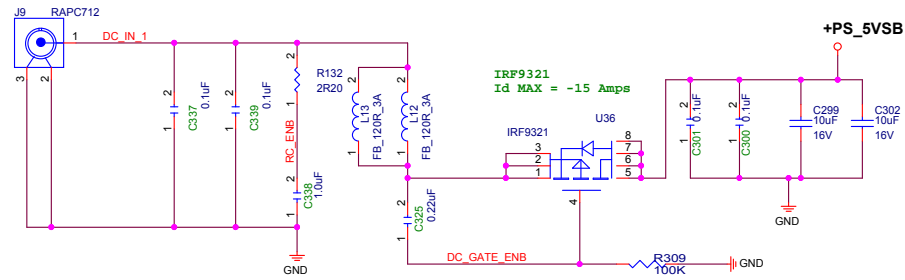 J9 RAPC712
1
DC_IN_1
3
2
2
C337
0.1uF
1
2
C339
0.1uF
1
2
R132
2R20
1
RC_ENB
2
C338
1.0uF
1
GND
2
L13
FB_120R_3A
1
2
L12
FB_120R_3A
1
2
C325
0.22uF
1
DC_GATE_ENB
IRF9321
Id MAX = -15 Amps
U36
IRF9321
3
2
1
8
7
6
5
4
R309
100K
GND
+PS_5VSB
2
C301
0.1uF
1
2
C300
0.1uF
1
C299
10uF
16V
C302
10uF
16V
GND